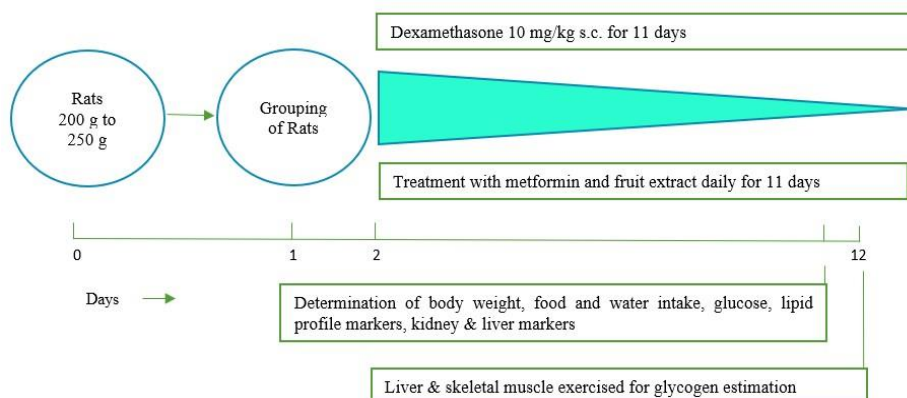 Dexamethasone 10 mg/kg s.c. for 11 days
Rats
200 g to
250 g
Grouping
of Rats
Treatment with metformin and fruit extract daily for 11 days
0 1 2 12
Days
Determination of body weight, food and water intake, glucose, lipid
profile markers, kidney & liver markers
Liver & skeletal muscle exercised for glycogen estimation